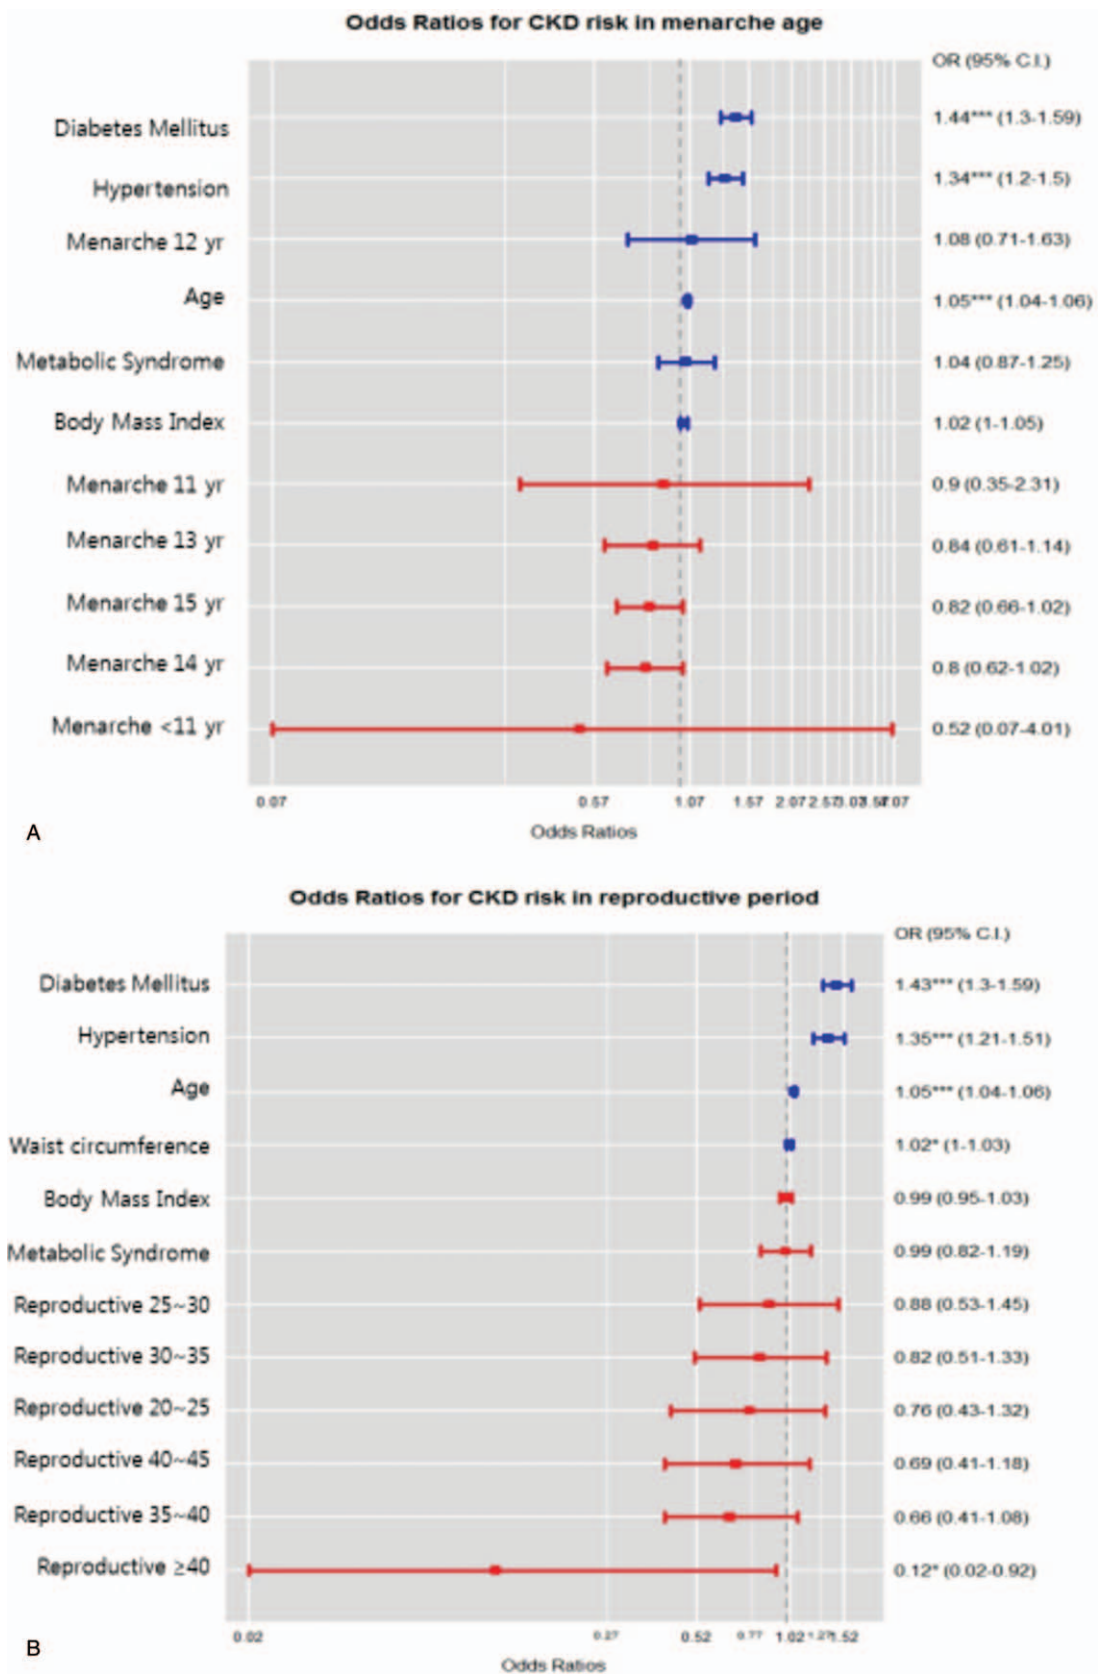 Odds Ratios for CKD risk in menarche age
OR (95% C.I.)
Diabetes Mellitus 1.44*** (1.3-1.59)
Hypertension 1.34*** (1.2-1.5)
Menarche 12 yr 1.08 (0.71-1.63)
Age 1.05*** (1.04-1.06)
Metabolic Syndrome 1.04 (0.87-1.25)
Body Mass Index 1.02 (1-1.05)
Menarche 11 yr 0.9 (0.35-2.31)
Menarche 13 yr 0.84 (0.61-1.14)
Menarche 15 yr 0.82 (0.66-1.02)
Menarche 14 yr 0.8 (0.62-1.02)
Menarche <11 yr 0.52 (0.07-4.01)
0.07 0.57 1.07 1.57 2.07 2.57 3.07 3.57 4.07
A
Odds Ratios
Odds Ratios for CKD risk in reproductive period
OR (95% C.I.)
Diabetes Mellitus 1.43*** (1.3-1.59)
Hypertension 1.35*** (1.21-1.51)
Age 1.05*** (1.04-1.06)
Waist circumference 1.02* (1-1.03)
Body Mass Index 0.99 (0.95-1.03)
Metabolic Syndrome 0.99 (0.82-1.19)
Reproductive 25~30 0.88 (0.53-1.45)
Reproductive 30~35 0.82 (0.51-1.33)
Reproductive 20~25 0.76 (0.43-1.32)
Reproductive 40~45 0.69 (0.41-1.18)
Reproductive 35~40 0.66 (0.41-1.08)
Reproductive ≥40 0.12* (0.02-0.92)
0.02 0.27 0.52 0.77 1.02 1.27 1.52
B
Odds Ratios